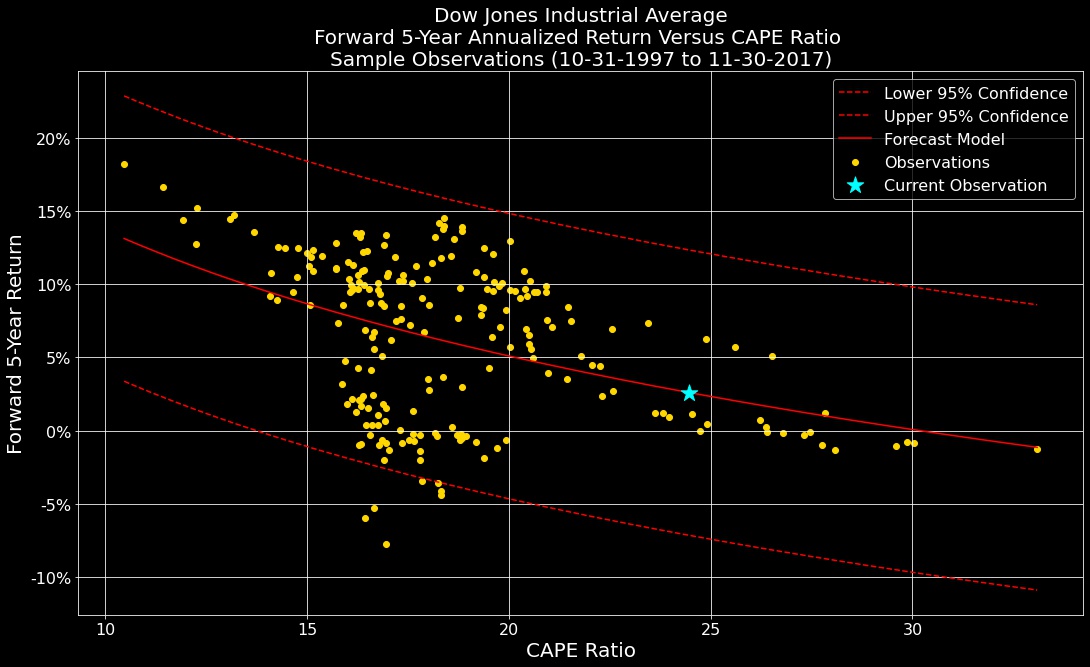 Dow Jones Industrial Average
Forward 5-Year Annualized Return Versus CAPE Ratio
Sample Observations (10-31-1997 to 11-30-2017)
Lower 95% Confidence
Upper 95% Confidence
Forecast Model
Observations
Current Observation
Forward 5-Year Return
20%
15%
10%
5%
0%
-5%
-10%
10 15 20 25 30
CAPE Ratio